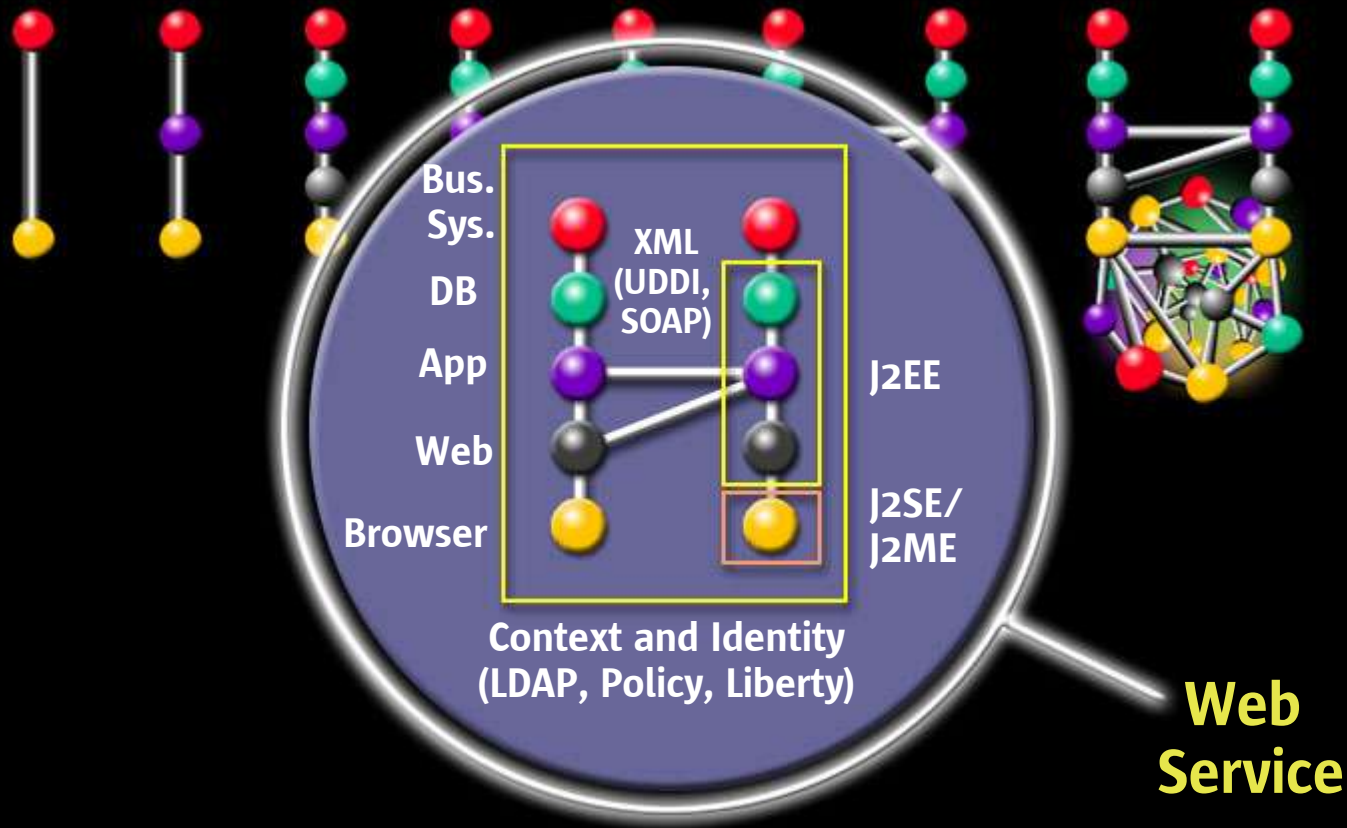 Bus.
Sys.
DB
App
Web
Browser
XML
(UDDI,
SOAP)
J2EE
J2SE/
J2ME
Context and Identity
(LDAP, Policy, Liberty)
Web
Service